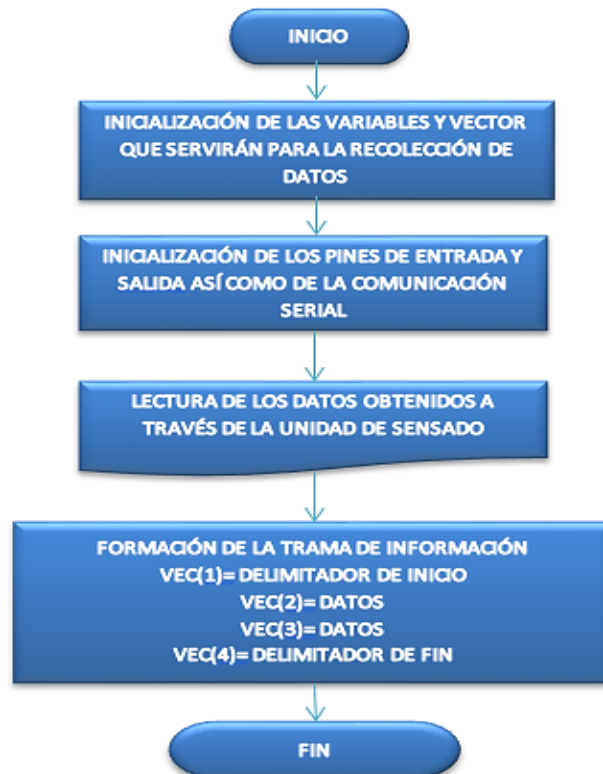 INICIO
INICIALIZACIÓN DE LAS VARIABLES Y VECTOR
QUE SERVIRÁN PARA LA RECOLECCIÓN DE
DATOS
INICIALIZACIÓN DE LOS PINES DE ENTRADA Y
SALIDA ASÍ COMO DE LA COMUNICACIÓN
SERIAL
LECTURA DE LOS DATOS OBTENIDOS A
TRAVÉS DE LA UNIDAD DE SENSADO
FORMACIÓN DE LA TRAMA DE INFORMACIÓN
VEC(1)= DELIMITADOR DE INICIO
VEC(2)= DATOS
VEC(3)= DATOS
VEC(4)= DELIMITADOR DE FIN
FIN